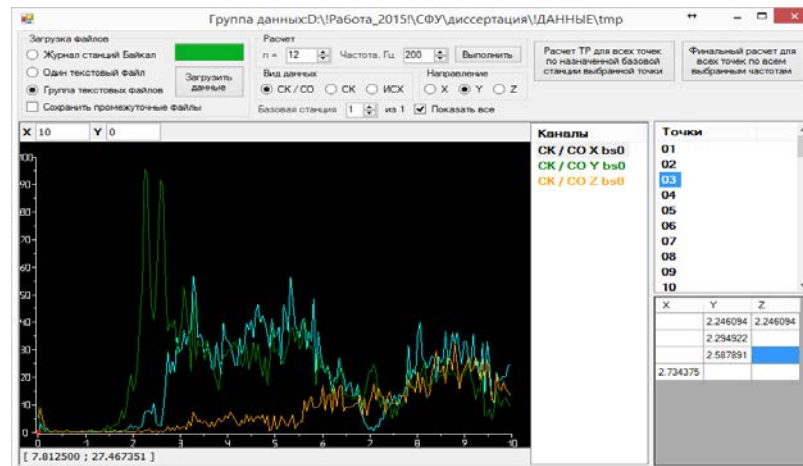 Группа данных:D:\!Работа_2015!\СФУ\диссертация\!ДАННЫЕ\tmp
Загрузка файлов
Журнал станций Байкал
Один текстовый файл
Группа текстовых файлов
Сохранить промежуточные файлы
Загрузить данные
Расчет
n = 12 Частота, Гц 200 Выполнить
Вид данных
СК/СО СК ИСХ
Направление
X Y Z
Базовая станция 1 из 1 Показать все
Расчет ТР для всех точек
по назначенной базовой
станции выбранной точки
Финальный расчет для
всех точек по всем
выбранным частотам
X 10 Y 0
100
90
80
70
60
50
40
30
20
10
0
0 1 2 3 4 5 6 7 8 9 10
[ 7.812500 ; 27.467351 ]
Каналы
СК / СО X bs0
СК / СО Y bs0
СК / СО Z bs0
Точки
01
02
03
04
05
06
07
08
09
10
X Y Z
2.246094 2.246094
2.294922
2.587891
2.734375